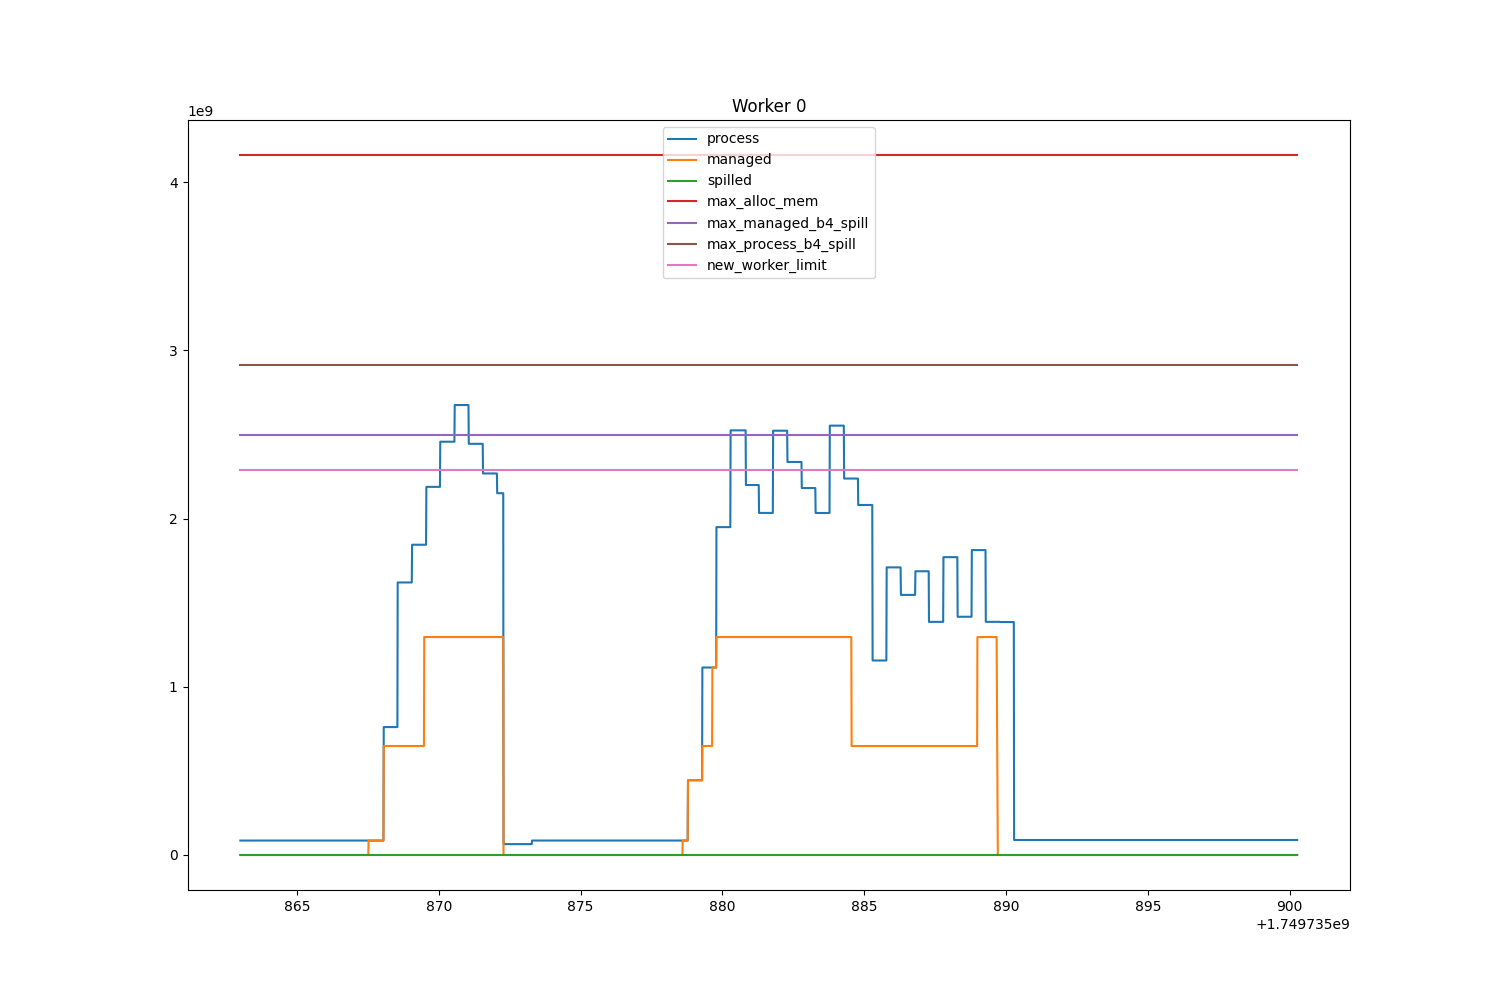 Worker 0
1e9
process
managed
spilled
max_alloc_mem
max_managed_b4_spill
max_process_b4_spill
new_worker_limit
4
3
2
1
0
865 870 875 880 885 890 895 900
+1.749735e9